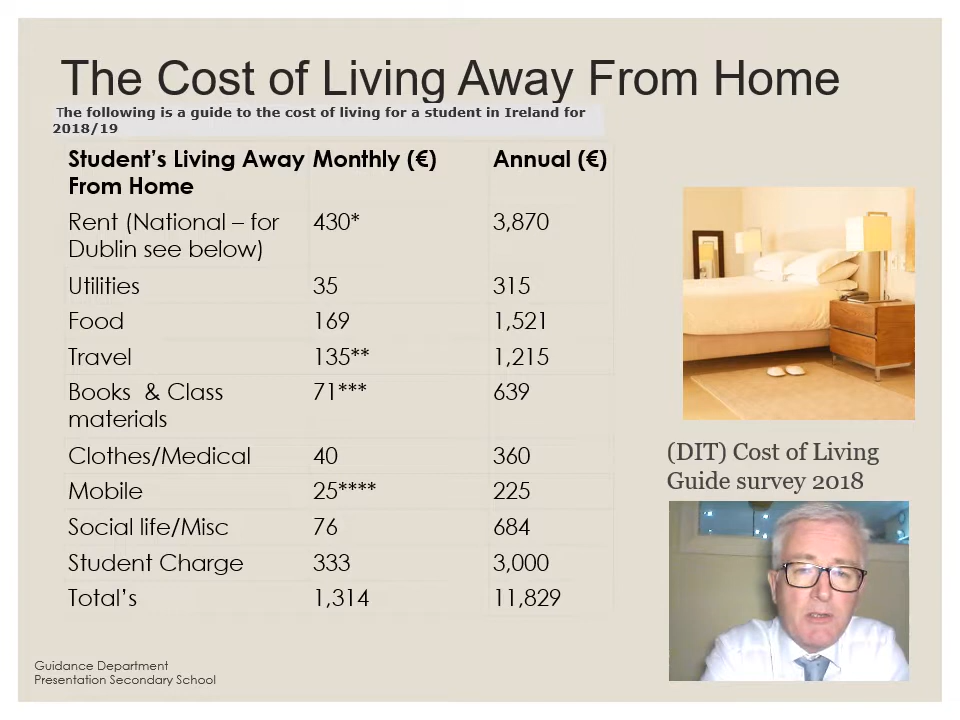 The Cost of Living Away From Home
The following is a guide to the cost of living for a student in Ireland for
2018/19
Student’s Living Away Monthly (€) Annual (€)
From Home
Rent (National – for 430* 3,870
Dublin see below)
Utilities 35 315
Food 169 1,521
Travel 135** 1,215
Books & Class 71*** 639
materials
Clothes/Medical 40 360
Mobile 25**** 225
Social life/Misc 76 684
Student Charge 333 3,000
Total’s 1,314 11,829
(DIT) Cost of Living
Guide survey 2018
Guidance Department
Presentation Secondary School